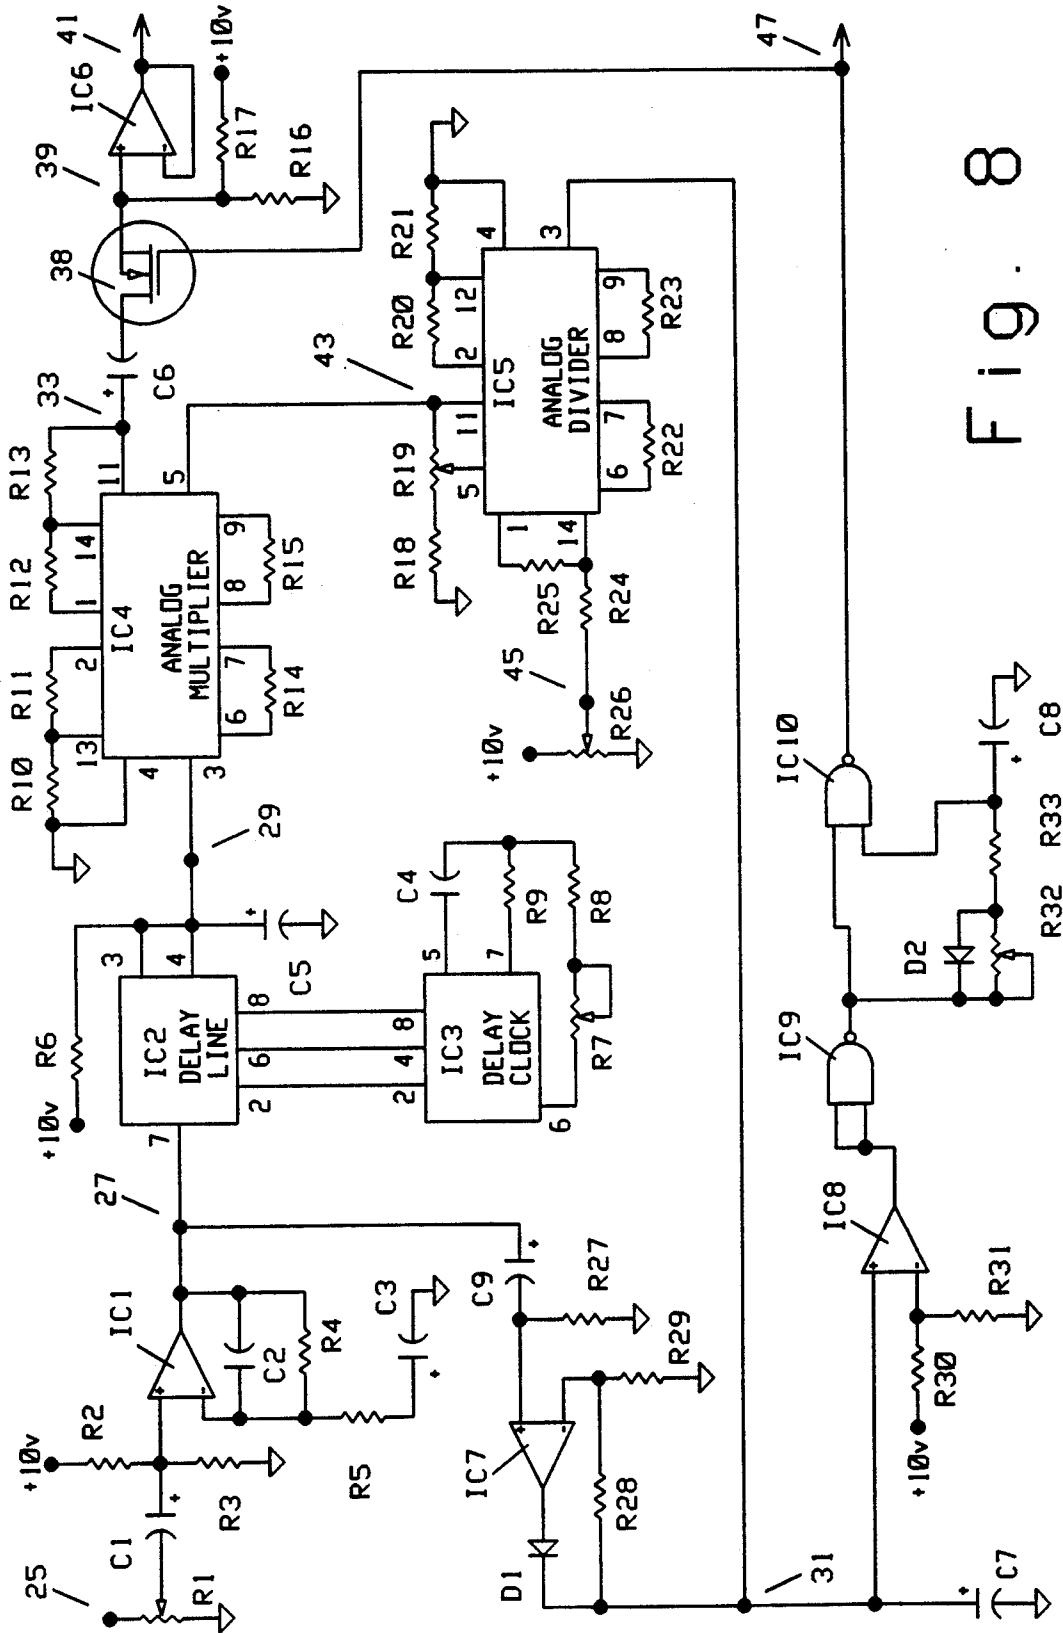 25
R1
C1
+10v
R2
R3
IC1
C2
R4
R5
C3
27
+10v
R6
7
IC2
DELAY
LINE
3
4
2
6
8
C5
29
2
4
8
IC3
DELAY
CLOCK
5
7
6
C4
R9
R8
R7
R10
R11
R12
R13
13
2
1
14
11
4
3
5
IC4
ANALOG
MULTIPLIER
6
7
8
9
R14
R15
33
C6
38
39
IC6
41
+10v
R17
R16
43
R18
R19
R20
R21
5
11
2
12
4
3
1
14
IC5
ANALOG
DIVIDER
6
7
8
9
R22
R23
R25
R24
45
+10v
R26
47
C9
R27
IC7
R29
R28
D1
31
C7
IC8
+10v
R30
R31
IC9
IC10
D2
R32
R33
C8
Fig. 8